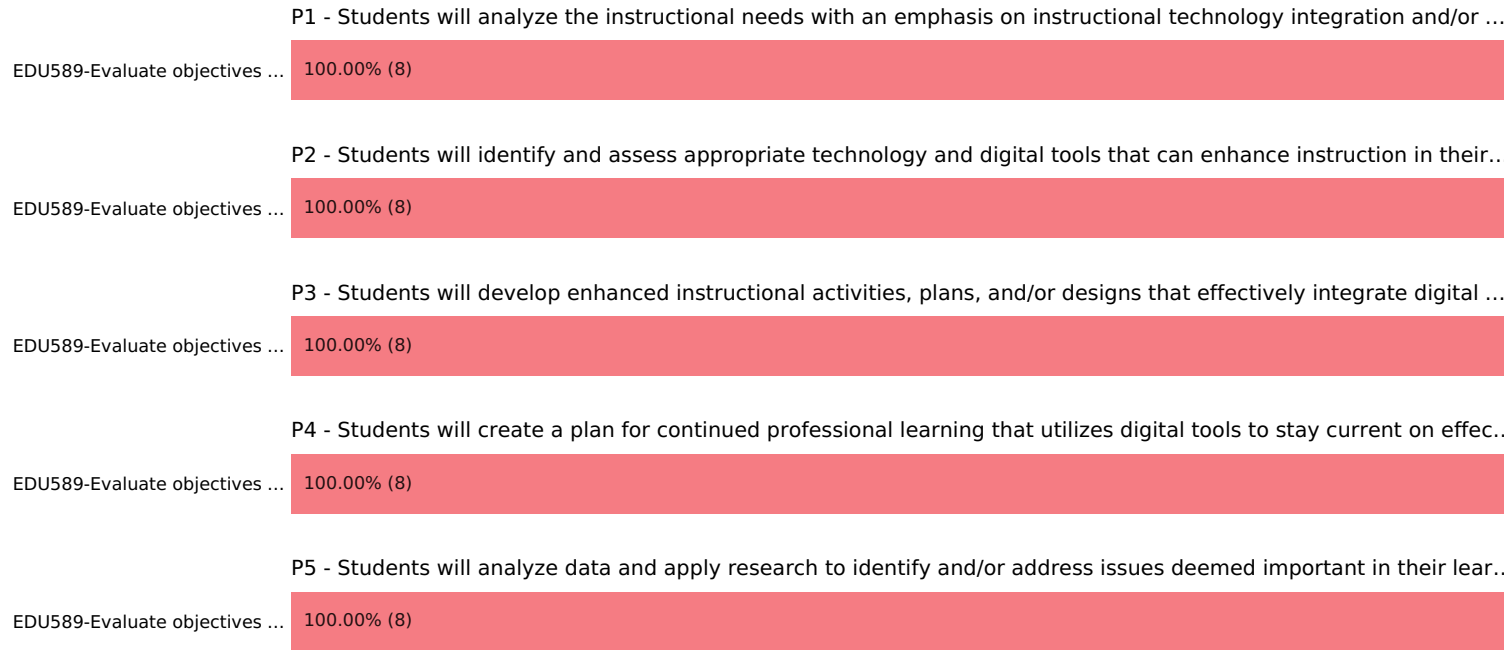 P1 - Students will analyze the instructional needs with an emphasis on instructional technology integration and/or ...
EDU589-Evaluate objectives ... 100.00% (8)
P2 - Students will identify and assess appropriate technology and digital tools that can enhance instruction in their..
EDU589-Evaluate objectives ... 100.00% (8)
P3 - Students will develop enhanced instructional activities, plans, and/or designs that effectively integrate digital ...
EDU589-Evaluate objectives ... 100.00% (8)
P4 - Students will create a plan for continued professional learning that utilizes digital tools to stay current on effec..
EDU589-Evaluate objectives ... 100.00% (8)
P5 - Students will analyze data and apply research to identify and/or address issues deemed important in their lear..
EDU589-Evaluate objectives ... 100.00% (8)